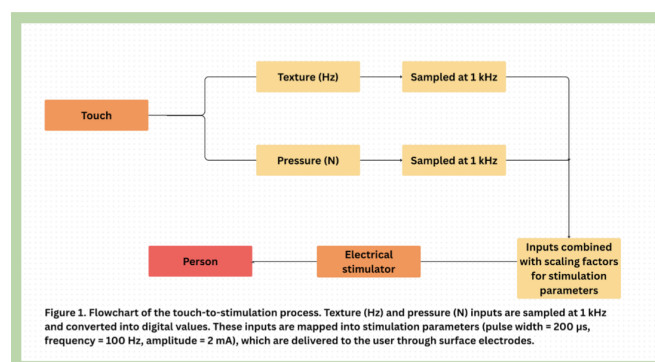 Texture (Hz)
Sampled at 1 kHz
Touch
Pressure (N)
Sampled at 1 kHz
Person
Electrical
stimulator
Inputs combined
with scaling factors
for stimulation
parameters
Figure 1. Flowchart of the touch-to-stimulation process. Texture (Hz) and pressure (N) inputs are sampled at 1 kHz
and converted into digital values. These inputs are mapped into stimulation parameters (pulse width = 200 µs,
frequency = 100 Hz, amplitude = 2 mA), which are delivered to the user through surface electrodes.